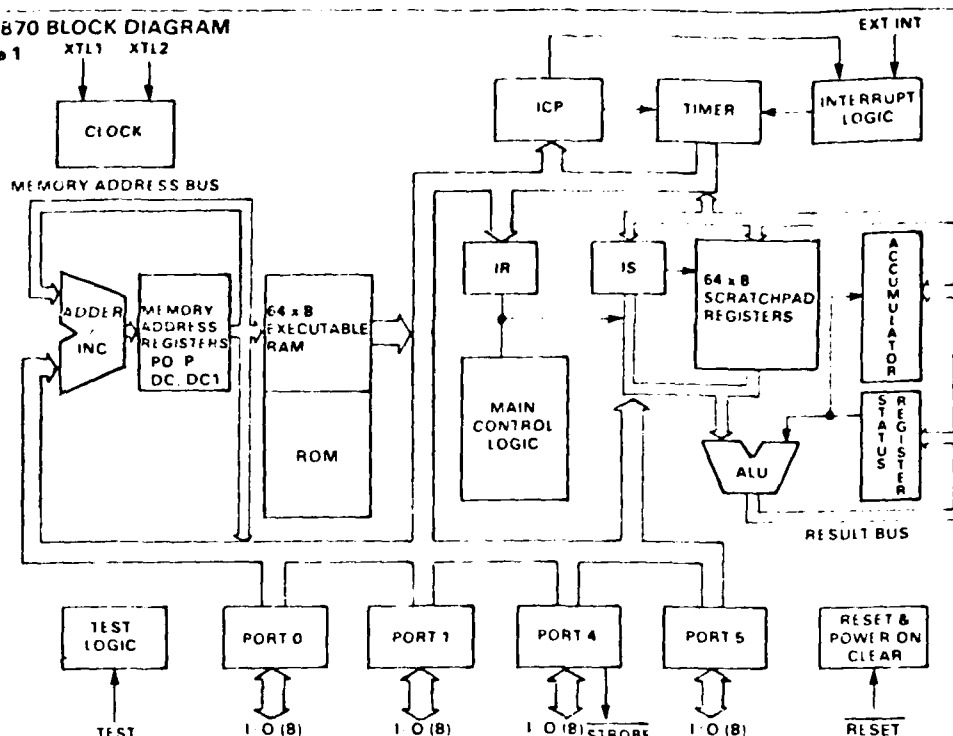 870 BLOCK DIAGRAM
1
XTL1 XTL2
CLOCK
ICP
TIMER
EXT INT
INTERRUPT
LOGIC
MEMORY ADDRESS BUS
ADDER
/
INC
MEMORY
ADDRESS
REGISTERS
PO P
DC, DC1
64 x 8
EXECUTABLE
RAM
ROM
IR
IS
64 x 8
SCRATCHPAD
REGISTERS
ACCUMULATOR
MAIN
CONTROL
LOGIC
ALU
STATUS
REGISTER
RESULT BUS
TEST
LOGIC
PORT 0
PORT 1
PORT 4
PORT 5
RESET &
POWER ON
CLEAR
TEST
I O (8)
I O (8)
I O (8)
STROBE
I O (8)
RESET